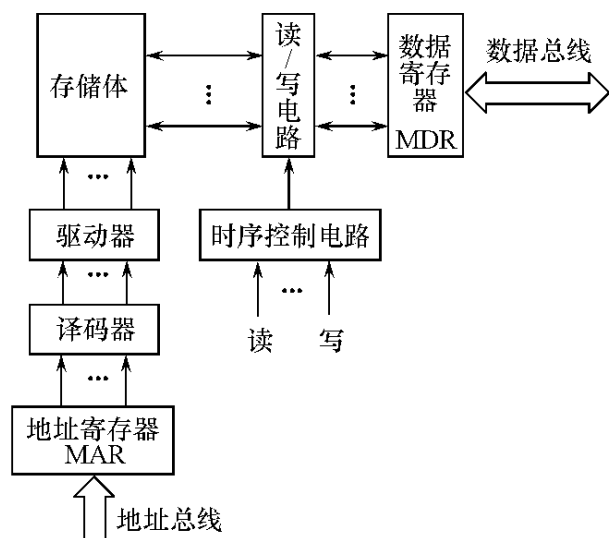 存储体
读/写电路
数据寄存器
MDR
数据总线
驱动器
时序控制电路
译码器
读
写
地址寄存器
MAR
地址总线